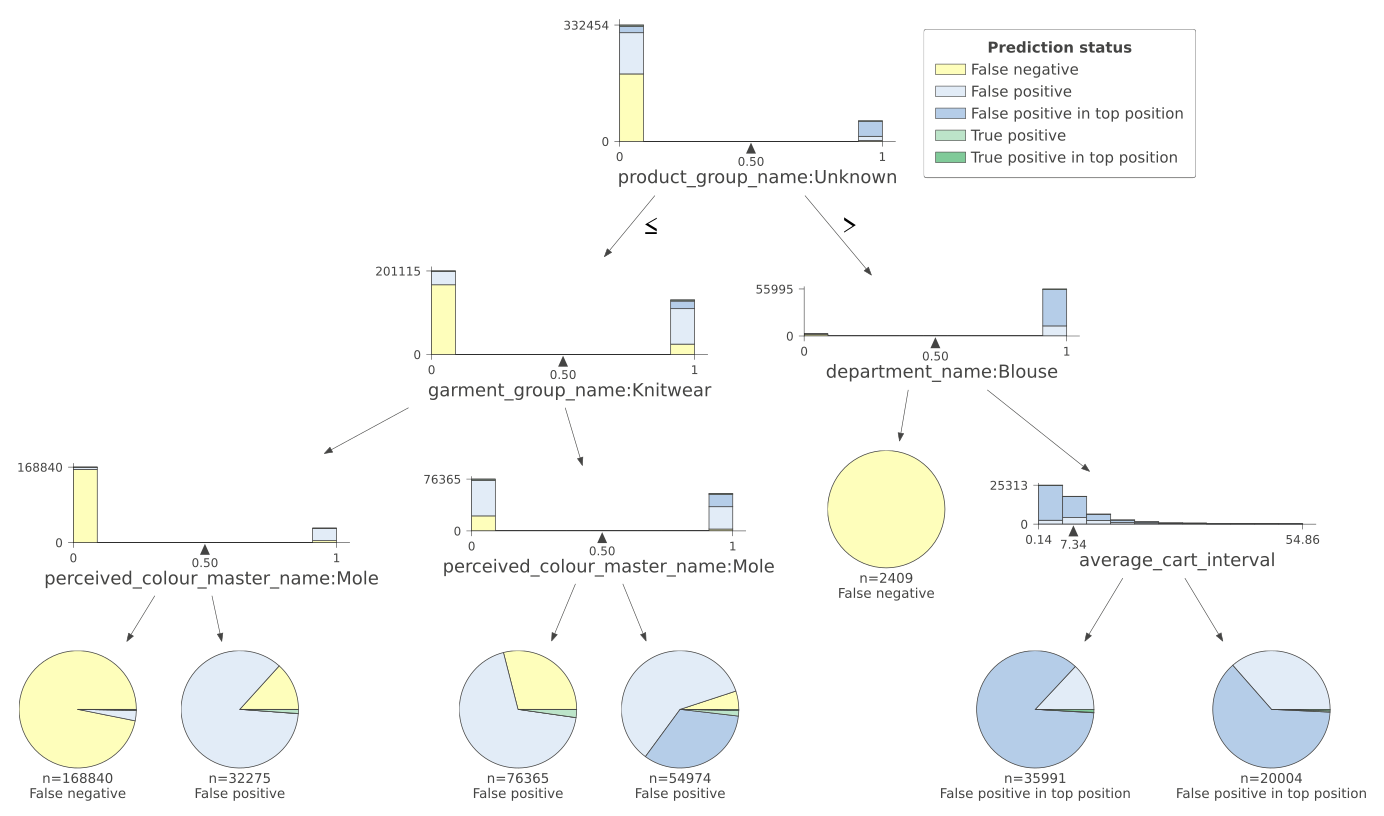 332454
0
0
0.50
1
product_group_name:Unknown
Prediction status
False negative
False positive
False positive in top position
True positive
True positive in top position
≤
>
201115
0
0
0.50
1
garment_group_name:Knitwear
55995
0
0
0.50
1
department_name:Blouse
168840
0
0
0.50
1
perceived_colour_master_name:Mole
76365
0
0
0.50
1
perceived_colour_master_name:Mole
n=2409
False negative
25313
0
0.14
7.34
54.86
average_cart_interval
n=168840
False negative
n=32275
False positive
n=76365
False positive
n=54974
False positive
n=35991
False positive in top position
n=20004
False positive in top position